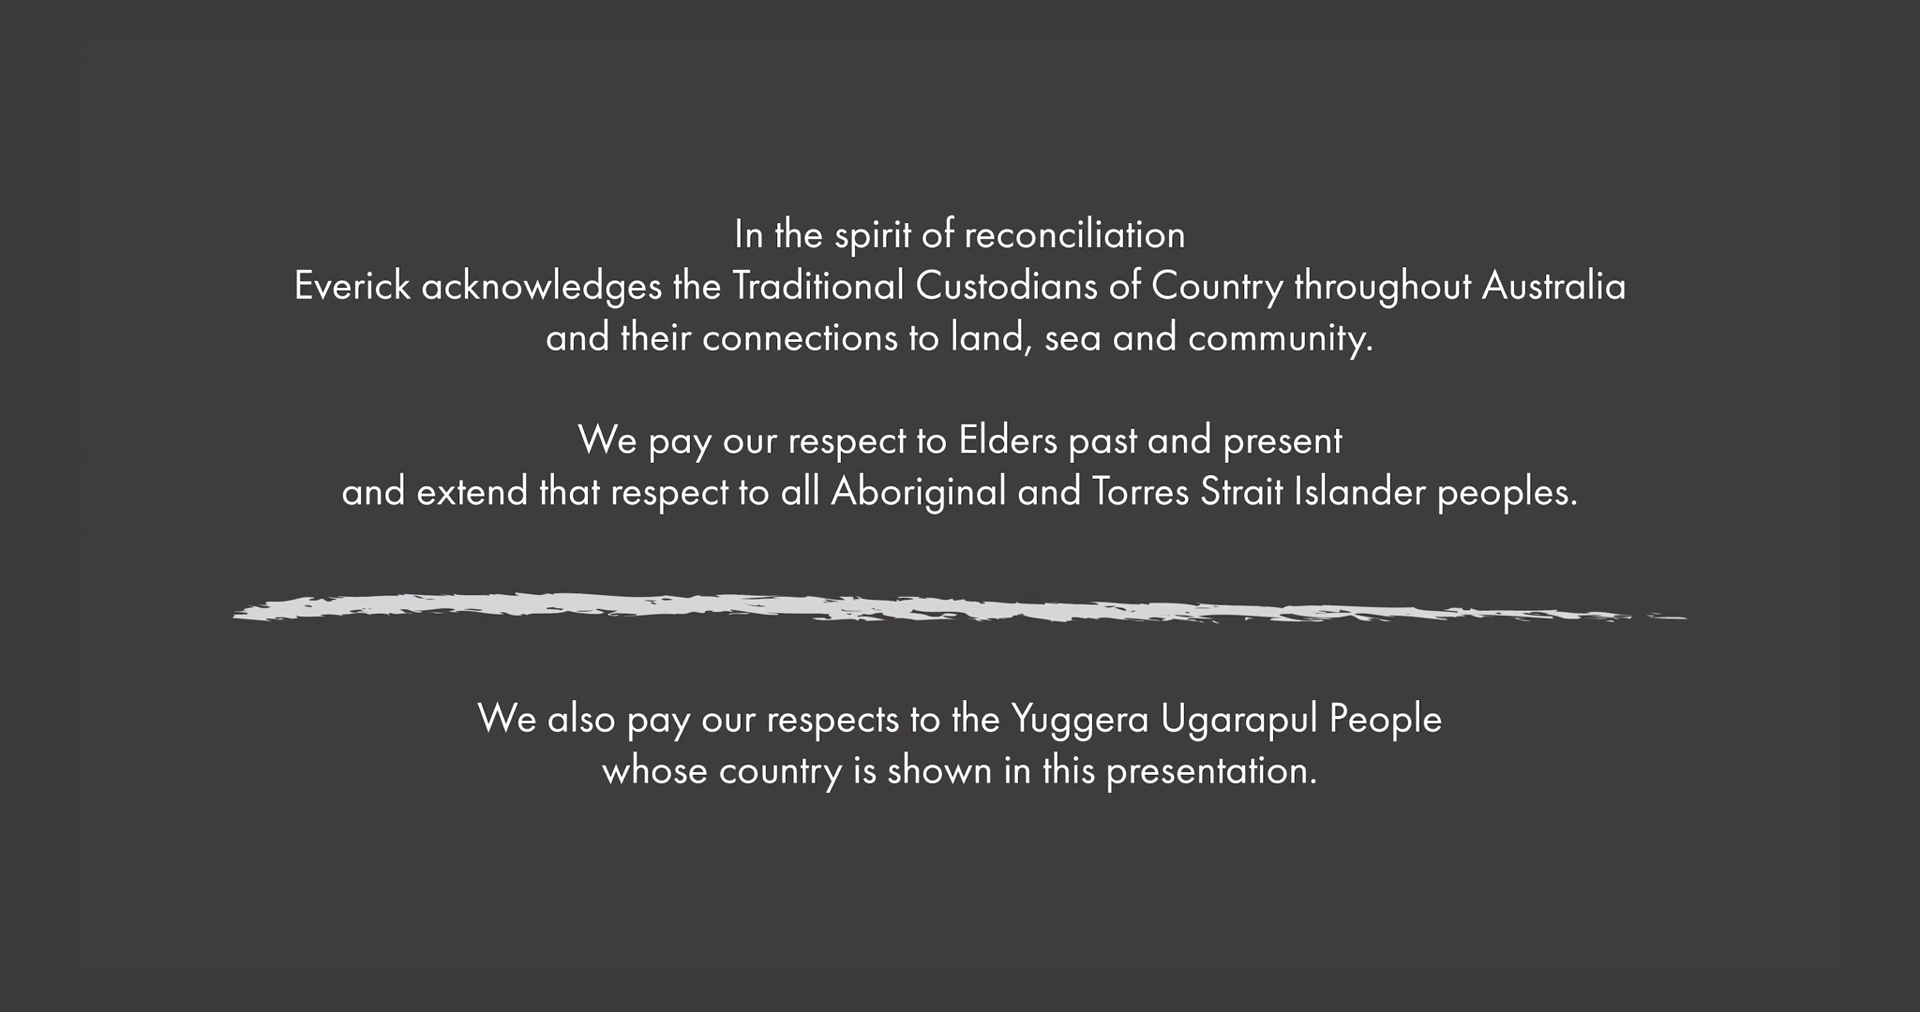 In the spirit of reconciliation
Everick acknowledges the Traditional Custodians of Country throughout Australia
and their connections to land, sea and community.
We pay our respect to Elders past and present
and extend that respect to all Aboriginal and Torres Strait Islander peoples.
We also pay our respects to the Yuggera Ugarapul People
whose country is shown in this presentation.